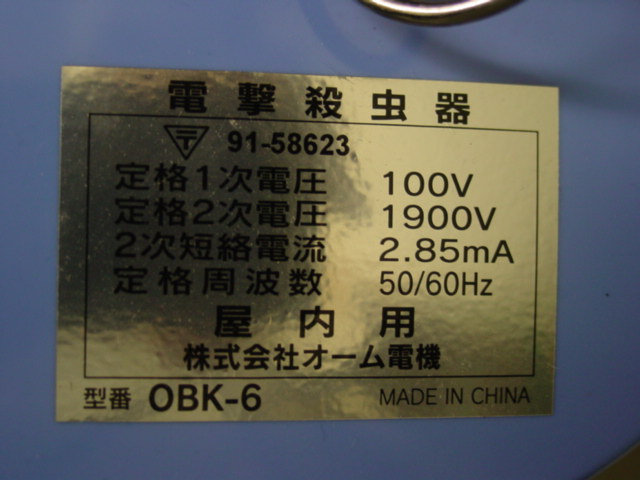 電撃殺虫器
〒 91-58623
定格1次電圧 100V
定格2次電圧 1900V
2次短絡電流 2.85mA
定格周波数 50/60Hz
屋内用
株式会社オーム電機
型番 OBK-6 MADE IN CHINA